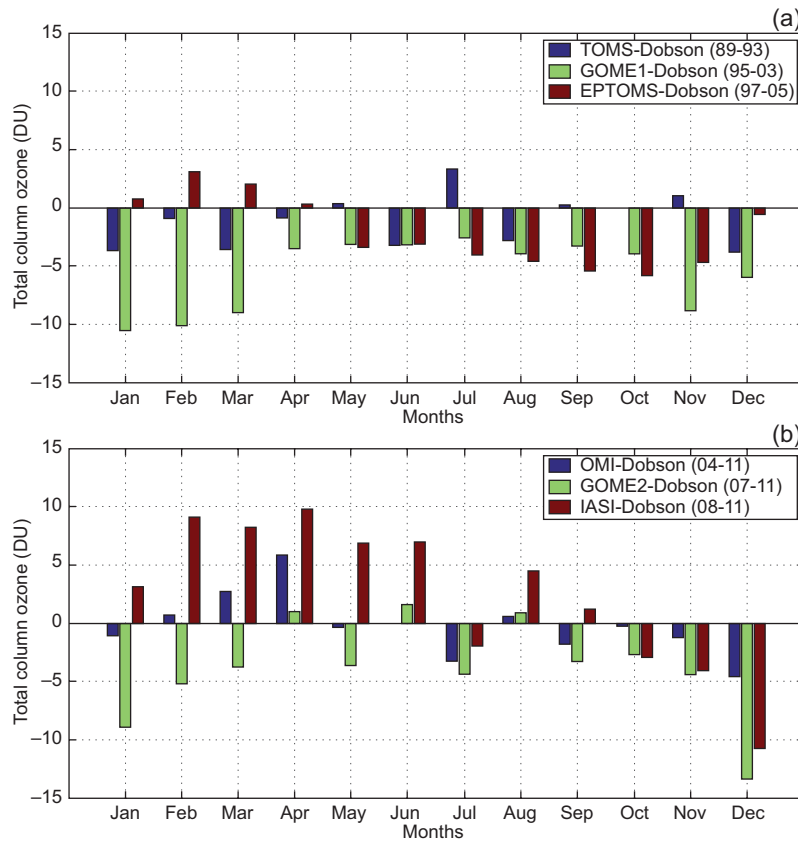 (a)
15
10
5
0
−5
−10
−15
Total column ozone (DU)
TOMS-Dobson (89-93)
GOME1-Dobson (95-03)
EPTOMS-Dobson (97-05)
Jan Feb Mar Apr May Jun Jul Aug Sep Oct Nov Dec
Months
(b)
15
10
5
0
−5
−10
−15
Total column ozone (DU)
OMI-Dobson (04-11)
GOME2-Dobson (07-11)
IASI-Dobson (08-11)
Jan Feb Mar Apr May Jun Jul Aug Sep Oct Nov Dec
Months